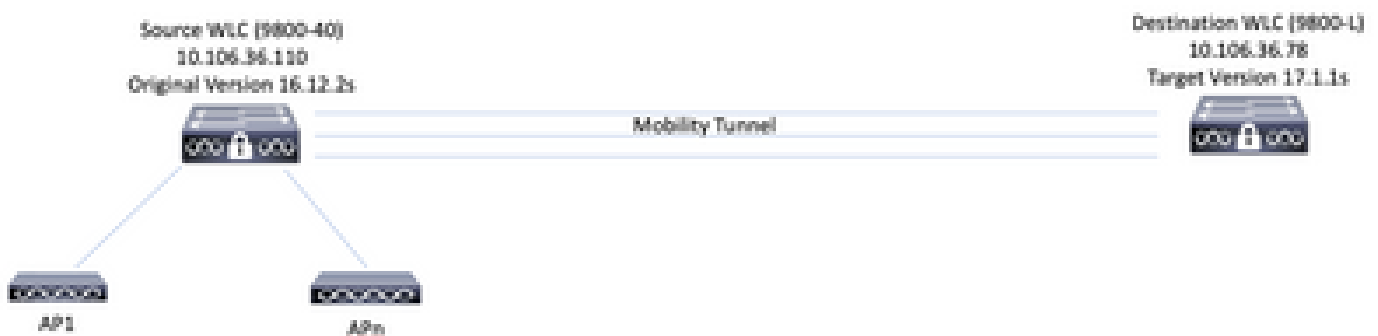 Source WLC (9800-40)
10.106.36.110
Original Version 16.12.2s
Destination WLC (9800-L)
10.106.36.78
Target Version 17.1.1s
Mobility Tunnel
AP1
APn